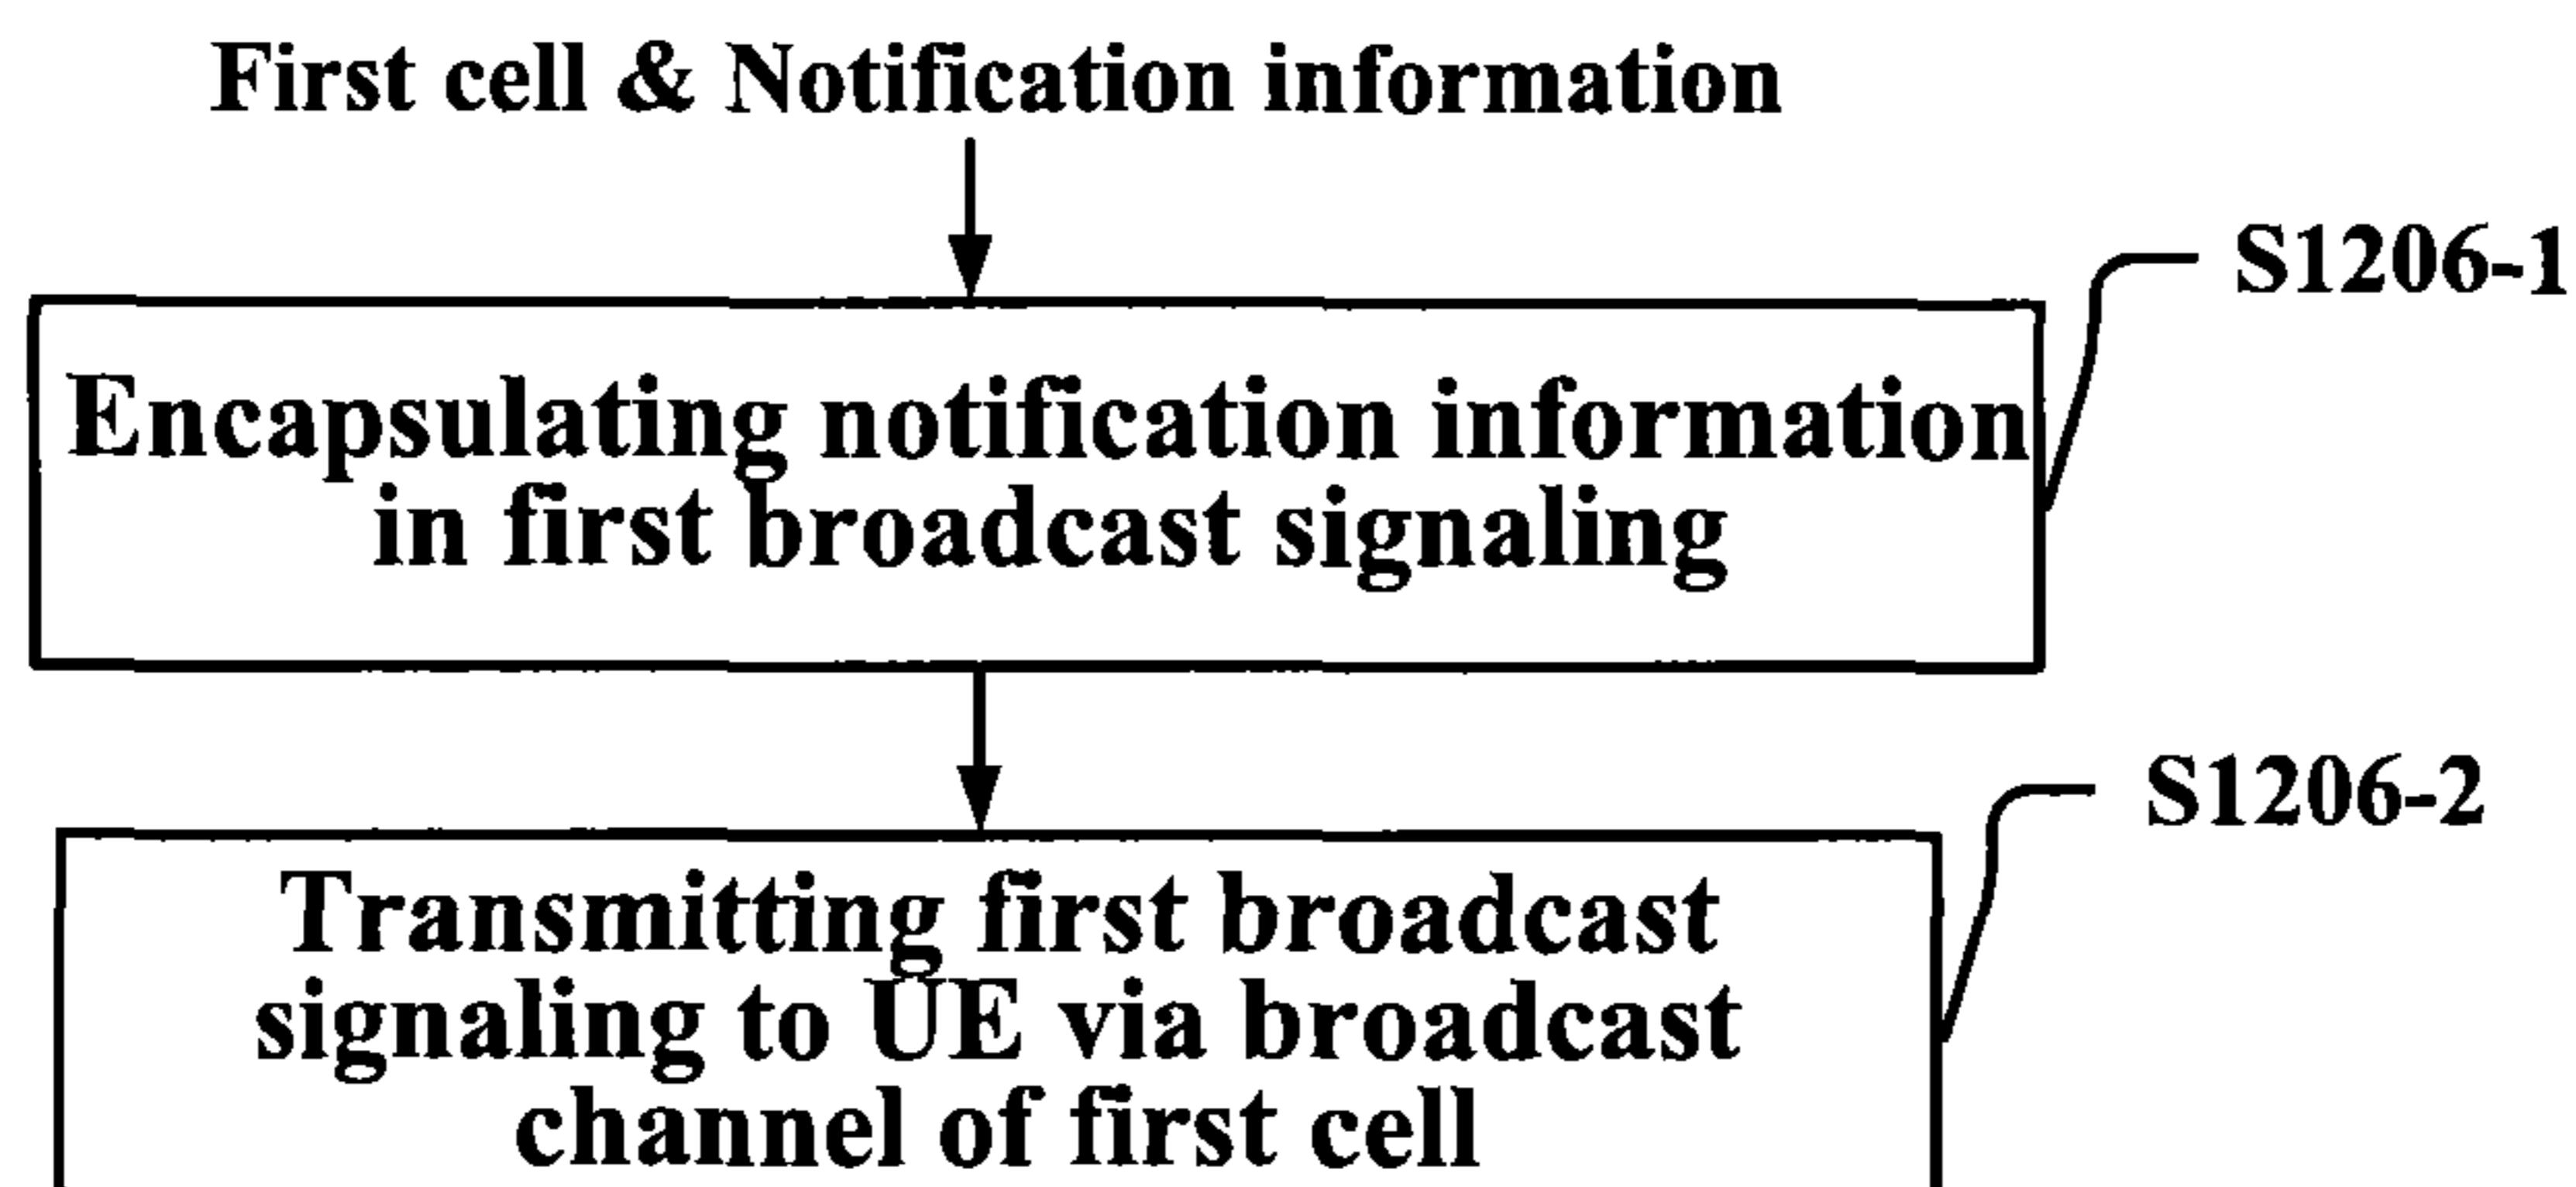 First cell & Notification information
S1206-1
Encapsulating notification information
in first broadcast signaling
S1206-2
Transmitting first broadcast
signaling to UE via broadcast
channel of first cell